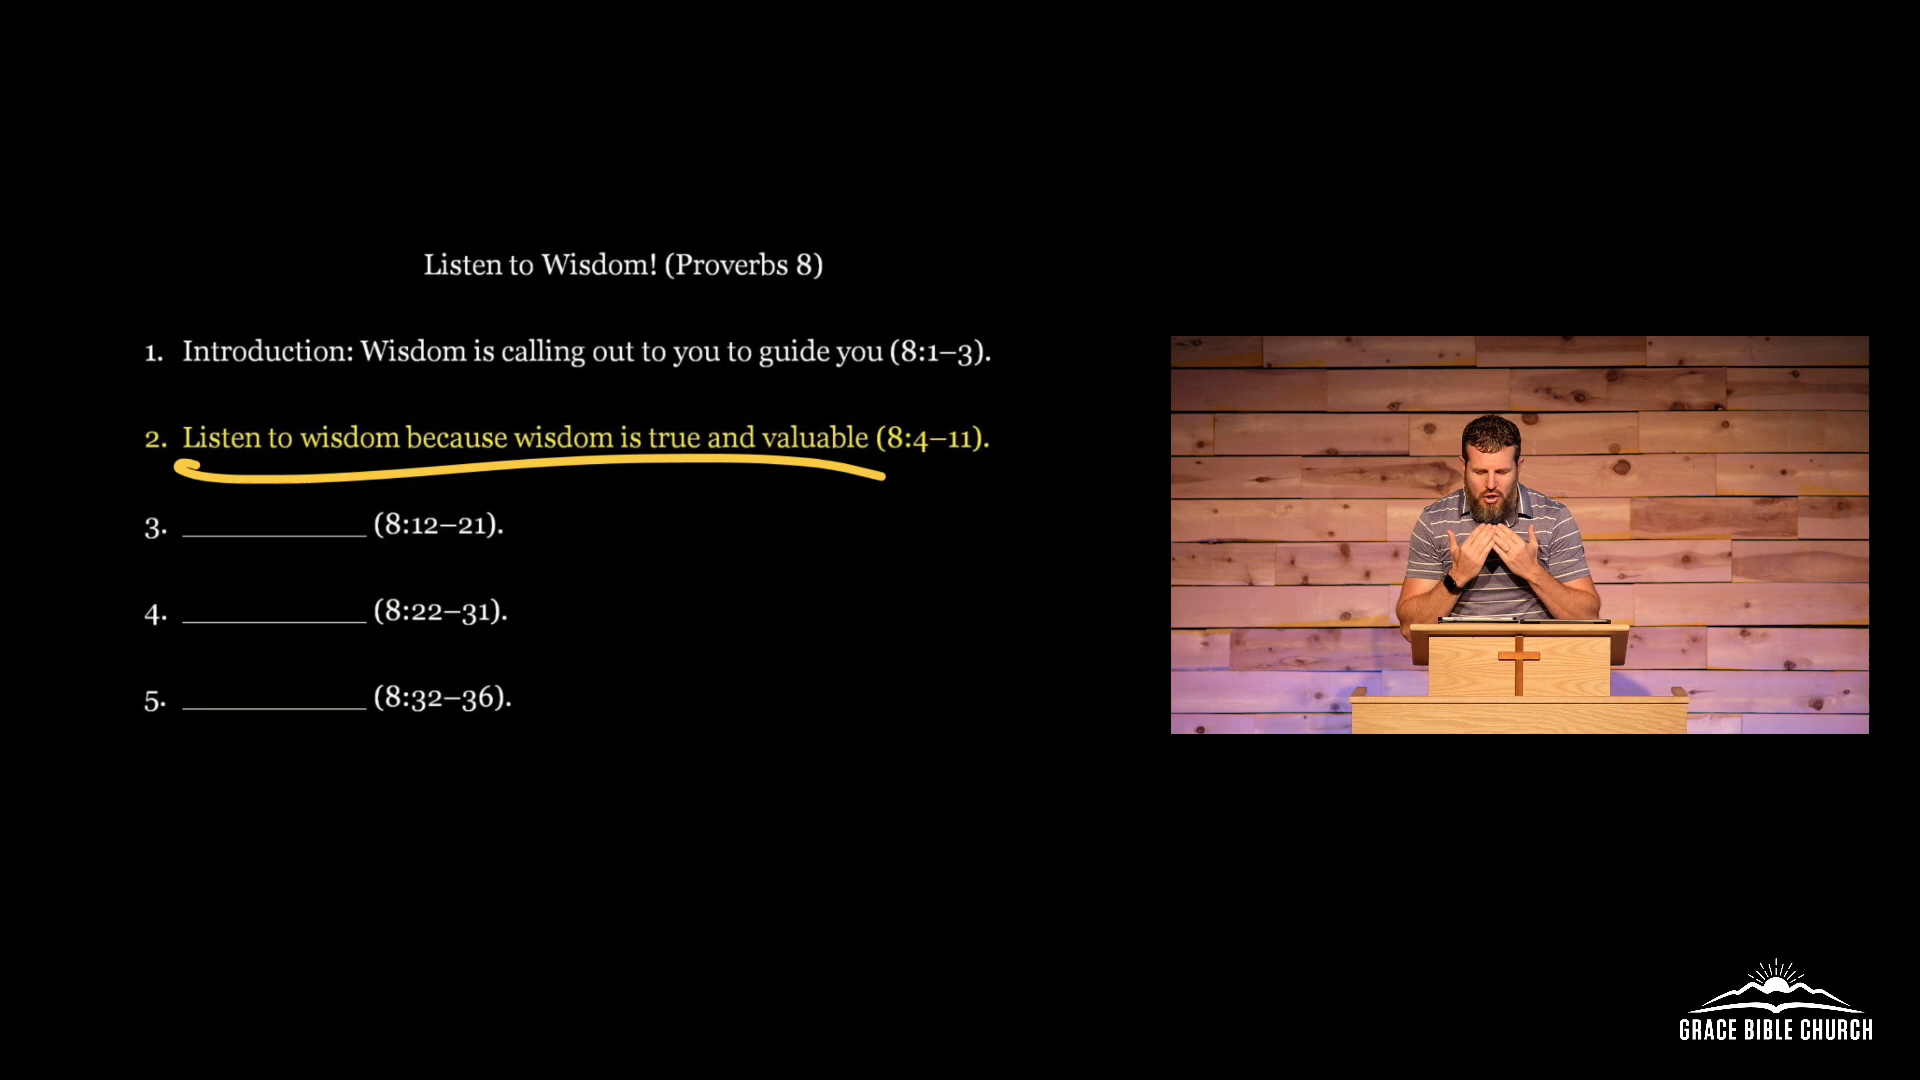 Listen to Wisdom! (Proverbs 8)
1. Introduction: Wisdom is calling out to you to guide you (8:1–3).
2. Listen to wisdom because wisdom is true and valuable (8:4–11).
3. ____________ (8:12–21).
4. ____________ (8:22–31).
5. ____________ (8:32–36).
GRACE BIBLE CHURCH